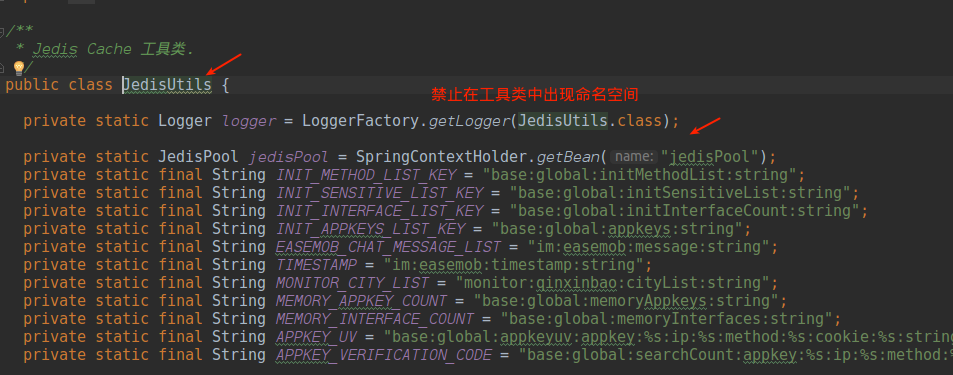 /**
* Jedis Cache 工具类.
*/
public class JedisUtils {
禁止在工具类中出现命名空间
private static Logger logger = LoggerFactory.getLogger(JedisUtils.class);
private static JedisPool jedisPool = SpringContextHolder.getBean( name: "jedisPool");
private static final String INIT_METHOD_LIST_KEY = "base:global:initMethodList:string";
private static final String INIT_SENSITIVE_LIST_KEY = "base:global:initSensitiveList:string";
private static final String INIT_INTERFACE_LIST_KEY = "base:global:initInterfaceCount:string";
private static final String INIT_APPKEYS_LIST_KEY = "base:global:appkeys:string";
private static final String EASEMOB_CHAT_MESSAGE_LIST = "im:easemob:message:string";
private static final String TIMESTAMP = "im:easemob:timestamp:string";
private static final String MONITOR_CITY_LIST = "monitor:qinxinbao:cityList:string";
private static final String MEMORY_APPKEY_COUNT = "base:global:memoryAppkeys:string";
private static final String MEMORY_INTERFACE_COUNT = "base:global:memoryInterfaces:string";
private static final String APPKEY_UV = "base:global:appkeyuv:appkey:%s:ip:%s:method:%s:cookie:%s:string
private static final String APPKEY_VERIFICATION_CODE = "base:global:searchCount:appkey:%s:ip:%s:method:%